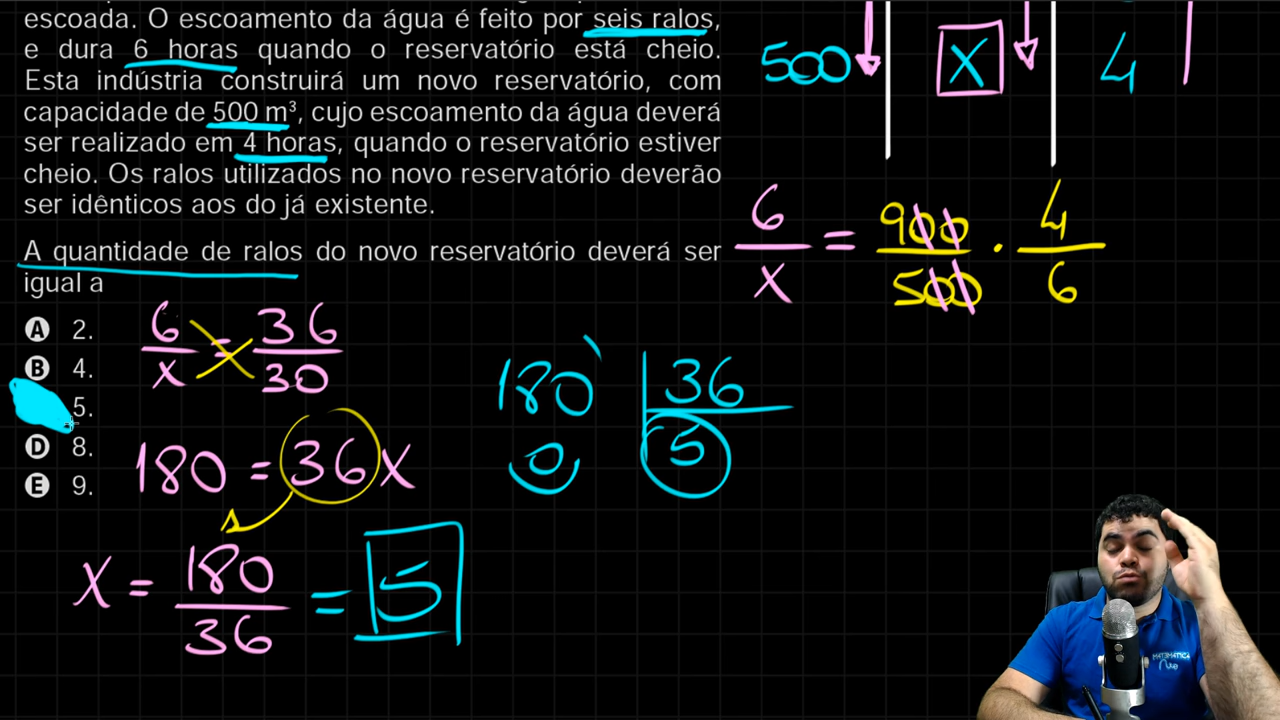 escoada. O escoamento da água é feito por seis ralos,
e dura 6 horas quando o reservatório está cheio.
Esta indústria construirá um novo reservatório, com
capacidade de 500 m³, cujo escoamento da água deverá
ser realizado em 4 horas, quando o reservatório estiver
cheio. Os ralos utilizados no novo reservatório deverão
ser idênticos aos do já existente.
A quantidade de ralos do novo reservatório deverá ser
igual a
A 2.
B 4.
5.
D 8.
E 9.
500 X 4
6/x = 900/500 · 4/6
6/x = 36/30
180 = 36x
180 36
0 5
x = 180/36 = 5
MATEMÁTICA